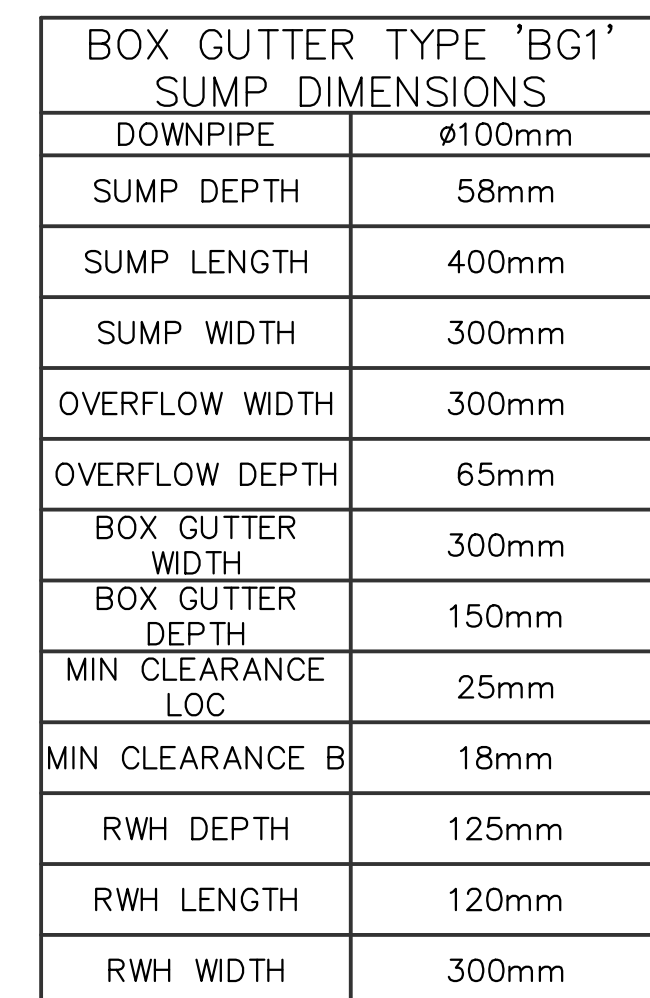 BOX GUTTER TYPE 'BG1'
SUMP DIMENSIONS
DOWNPIPE ø100mm
SUMP DEPTH 58mm
SUMP LENGTH 400mm
SUMP WIDTH 300mm
OVERFLOW WIDTH 300mm
OVERFLOW DEPTH 65mm
BOX GUTTER
WIDTH
300mm
BOX GUTTER
DEPTH
150mm
MIN CLEARANCE
LOC
25mm
MIN CLEARANCE B 18mm
RWH DEPTH 125mm
RWH LENGTH 120mm
RWH WIDTH 300mm